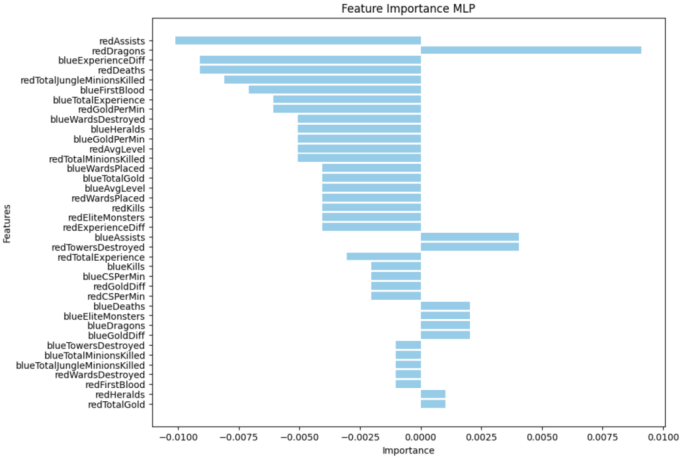 Feature Importance MLP
redAssists
redDragons
blueExperienceDiff
redDeaths
redTotalJungleMinionsKilled
blueFirstBlood
blueTotalExperience
redGoldPerMin
blueWardsDestroyed
blueHeralds
blueGoldPerMin
redAvgLevel
redTotalMinionsKilled
blueWardsPlaced
blueTotalGold
blueAvgLevel
redWardsPlaced
redKills
redEliteMonsters
redExperienceDiff
blueAssists
redTowersDestroyed
redTotalExperience
blueKills
blueCSPerMin
redGoldDiff
redCSPerMin
blueDeaths
blueEliteMonsters
blueDragons
blueGoldDiff
blueTowersDestroyed
blueTotalMinionsKilled
blueTotalJungleMinionsKilled
redWardsDestroyed
redFirstBlood
redHeralds
redTotalGold
Features
−0.0100 −0.0075 −0.0050 −0.0025 0.0000 0.0025 0.0050 0.0075 0.0100
Importance